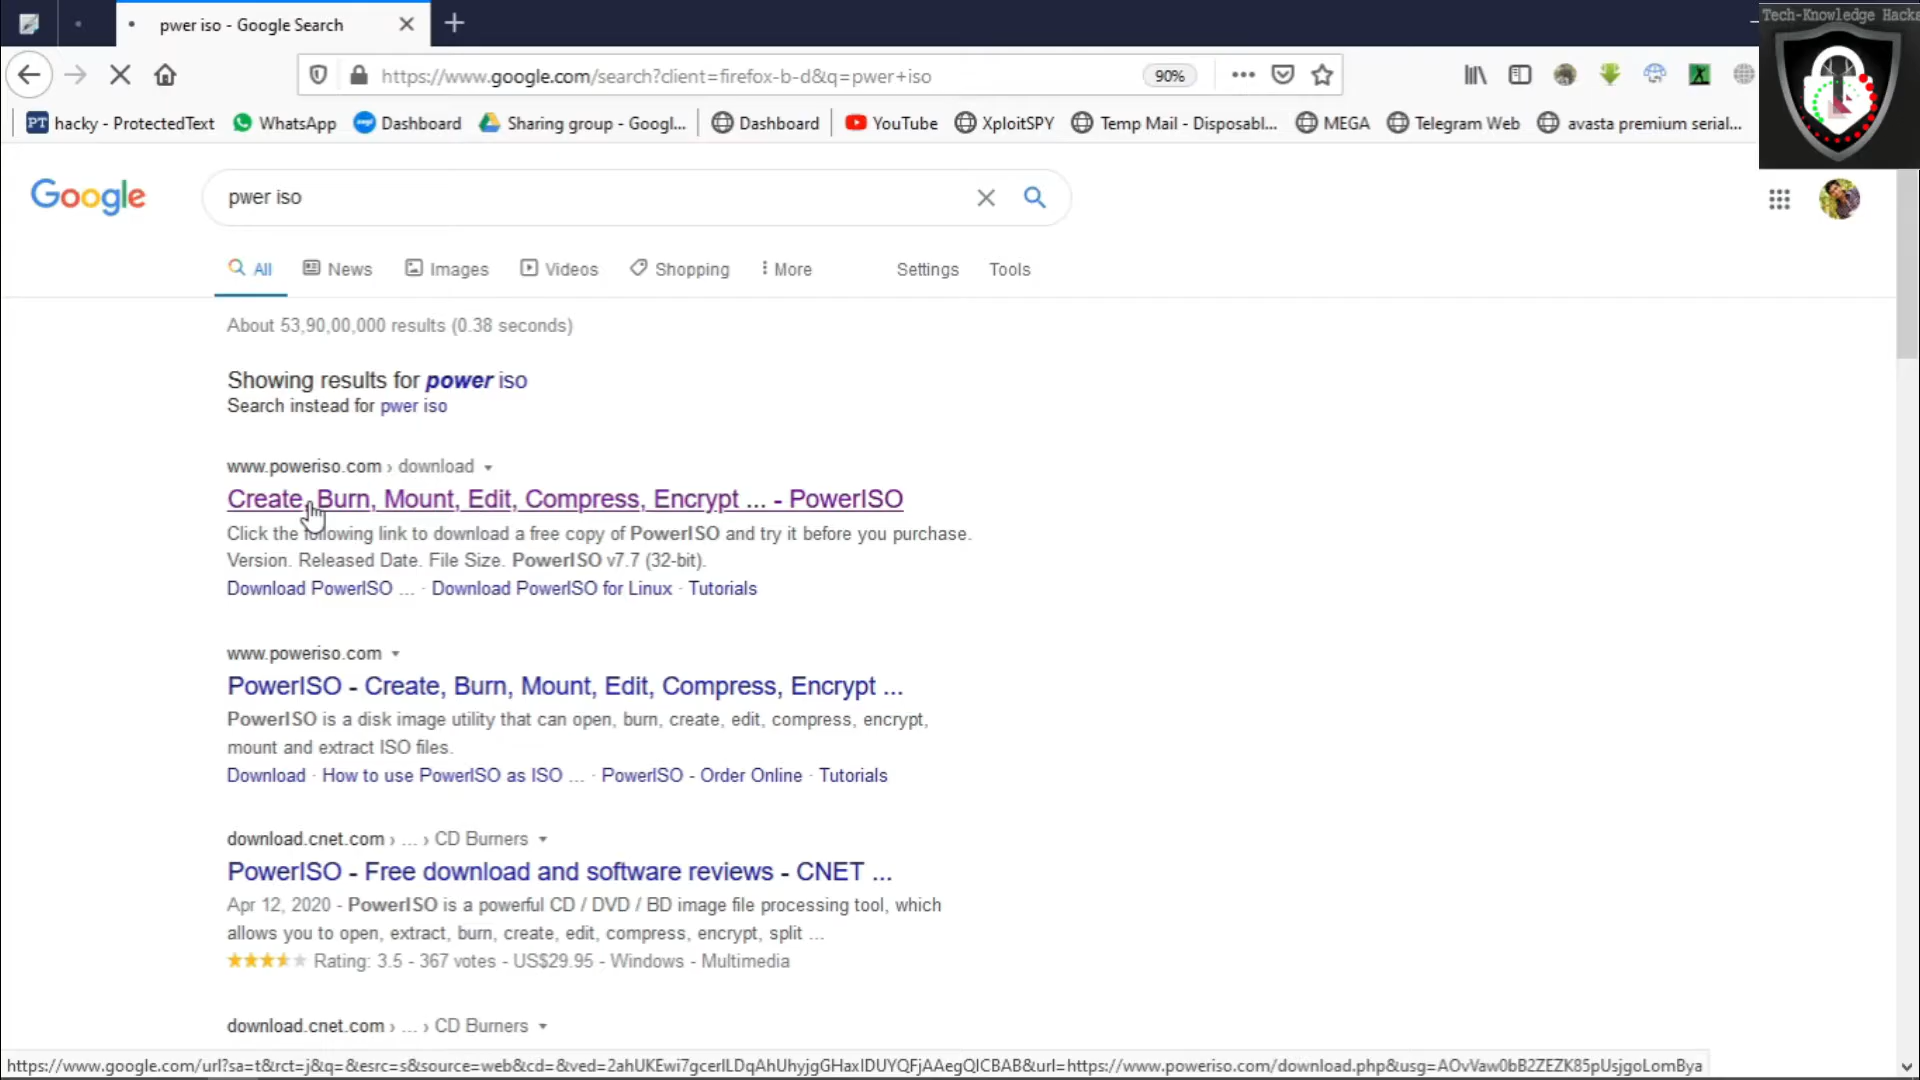 pwer iso - Google Search
Tech-Knowledge Hacks
https://www.google.com/search?client=firefox-b-d&q=pwer+iso
90%
PT hacky - ProtectedText
WhatsApp
Dashboard
Sharing group - Googl...
Dashboard
YouTube
XploitSPY
Temp Mail - Disposabl...
MEGA
Telegram Web
avasta premium serial...
Google
pwer iso
All
News
Images
Videos
Shopping
More
Settings
Tools
About 53,90,00,000 results (0.38 seconds)
Showing results for power iso
Search instead for pwer iso
www.poweriso.com › download
Create, Burn, Mount, Edit, Compress, Encrypt ... - PowerISO
Click the following link to download a free copy of PowerISO and try it before you purchase.
Version. Released Date. File Size. PowerISO v7.7 (32-bit).
Download PowerISO ... · Download PowerISO for Linux · Tutorials
www.poweriso.com
PowerISO - Create, Burn, Mount, Edit, Compress, Encrypt ...
PowerISO is a disk image utility that can open, burn, create, edit, compress, encrypt,
mount and extract ISO files.
Download · How to use PowerISO as ISO ... · PowerISO - Order Online · Tutorials
download.cnet.com › ... › CD Burners
PowerISO - Free download and software reviews - CNET ...
Apr 12, 2020 - PowerISO is a powerful CD / DVD / BD image file processing tool, which
allows you to open, extract, burn, create, edit, compress, encrypt, split ...
Rating: 3.5 - 367 votes - US$29.95 - Windows - Multimedia
download.cnet.com › ... › CD Burners
https://www.google.com/url?sa=t&rct=j&q=&esrc=s&source=web&cd=&ved=2ahUKEwi7gcerlLDqAhUhyjgGHaxIDUYQFjAAegQICBAB&url=https://www.poweriso.com/download.php&usg=AOvVaw0bB2ZEZK85pUsjgoLomBya